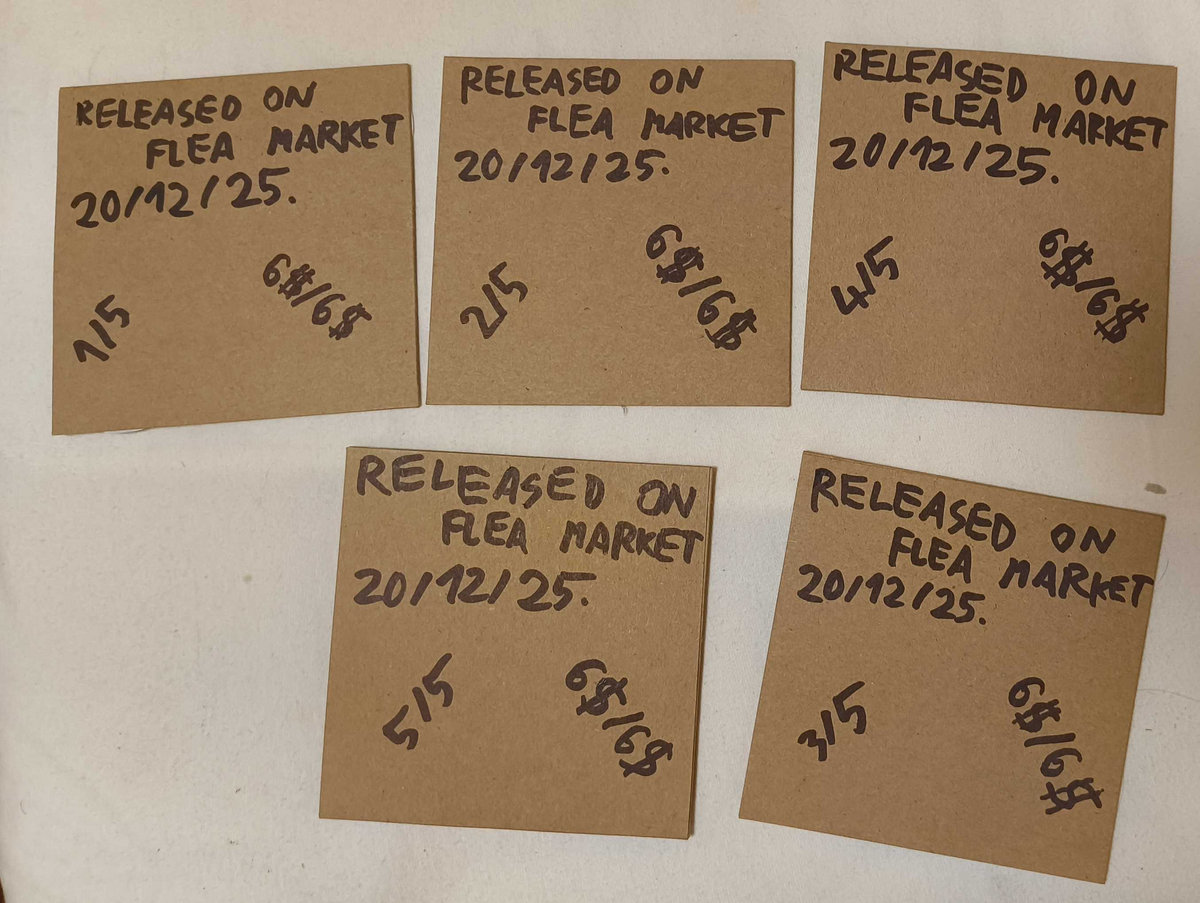 RELEASED ON
FLEA MARKET
20/12/25.
1/5
6$/6$
RELEASED ON
FLEA MARKET
20/12/25.
2/5
6$/6$
RELEASED ON
FLEA MARKET
20/12/25.
4/5
6$/6$
RELEASED ON
FLEA MARKET
20/12/25.
5/5
6$/6$
RELEASED ON
FLEA MARKET
20/12/25.
3/5
6$/6$